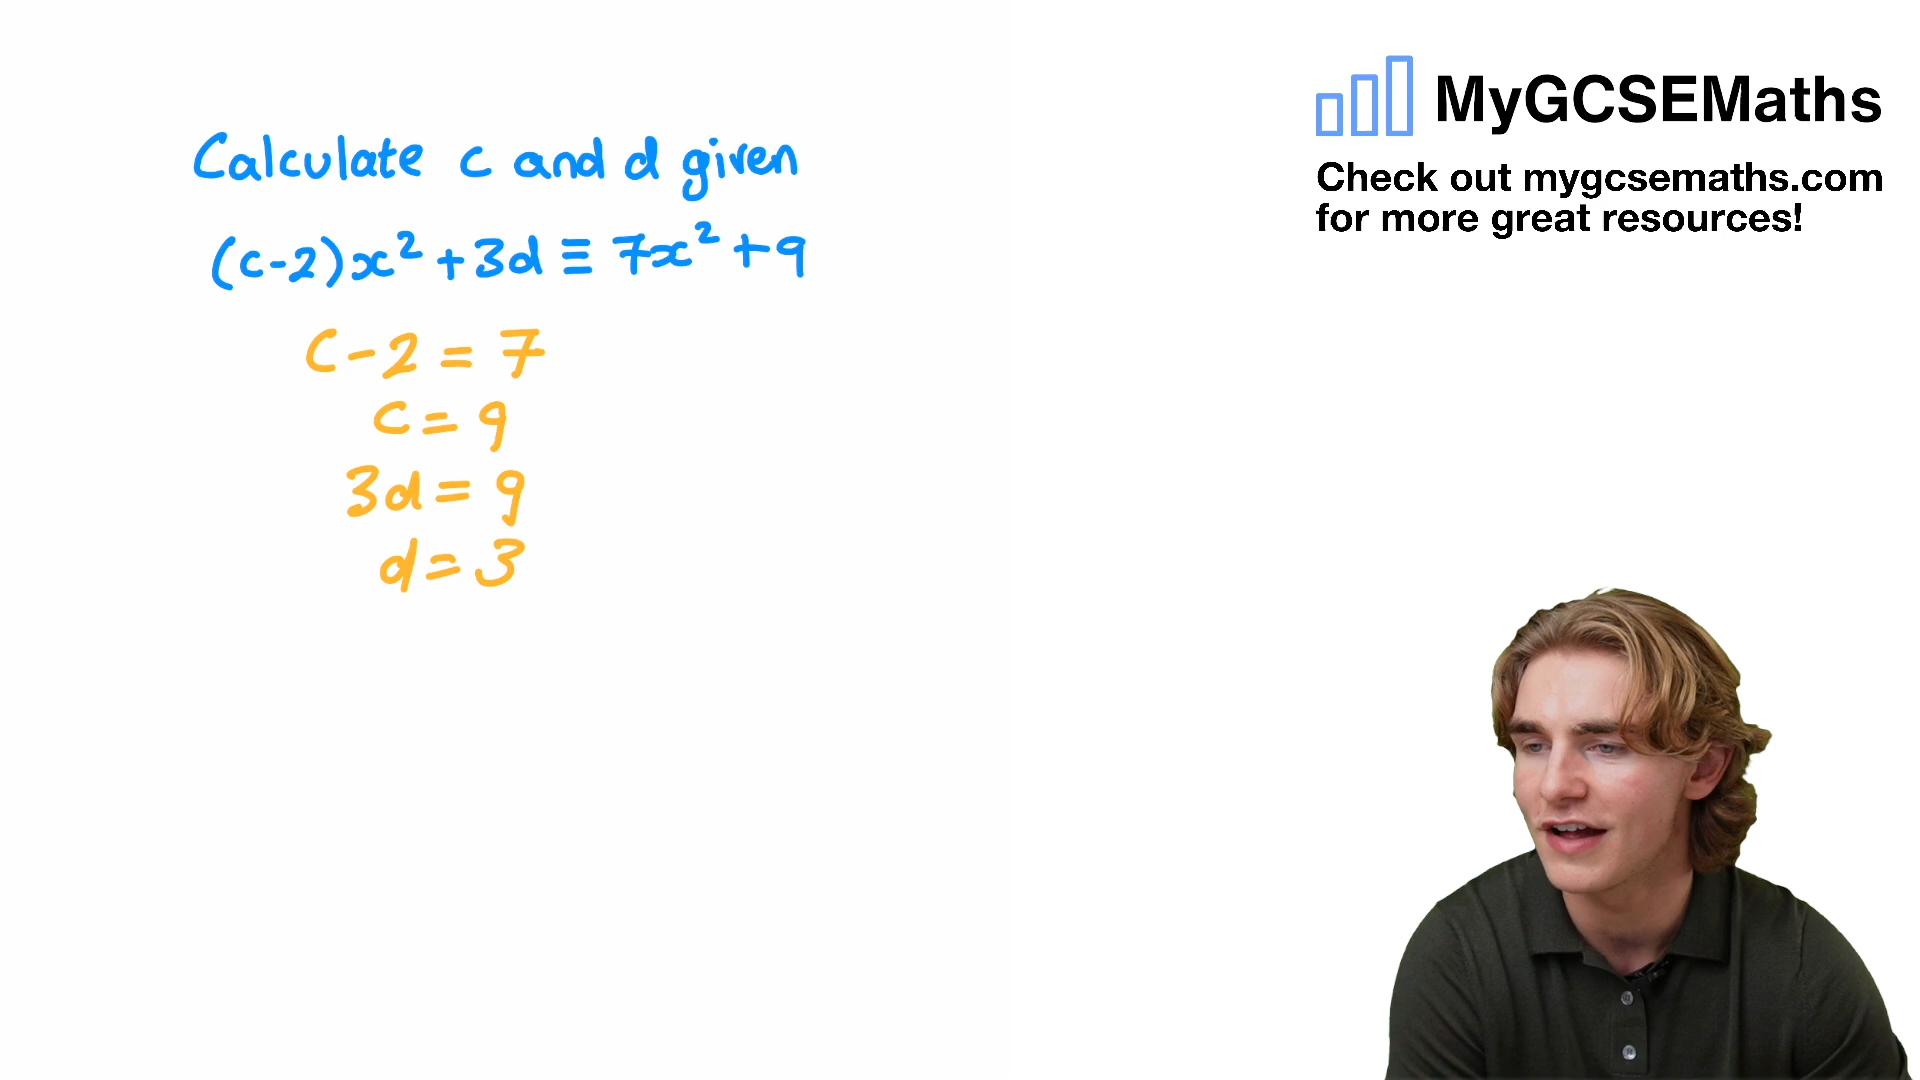 Calculate c and d given
(c-2)x² + 3d ≡ 7x² + 9
c - 2 = 7
c = 9
3d = 9
d = 3
MyGCSEMaths
Check out mygcsemaths.com
for more great resources!